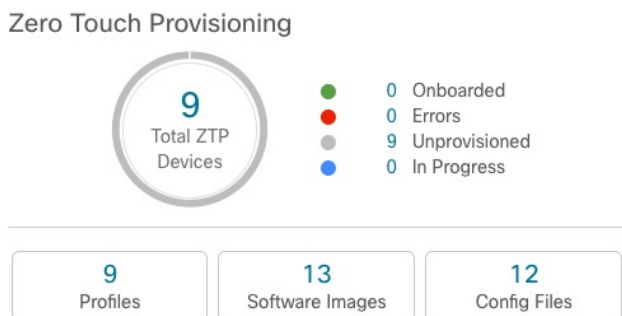 Zero Touch Provisioning
9
Total ZTP
Devices
0 Onboarded
0 Errors
9 Unprovisioned
0 In Progress
9
Profiles
13
Software Images
12
Config Files